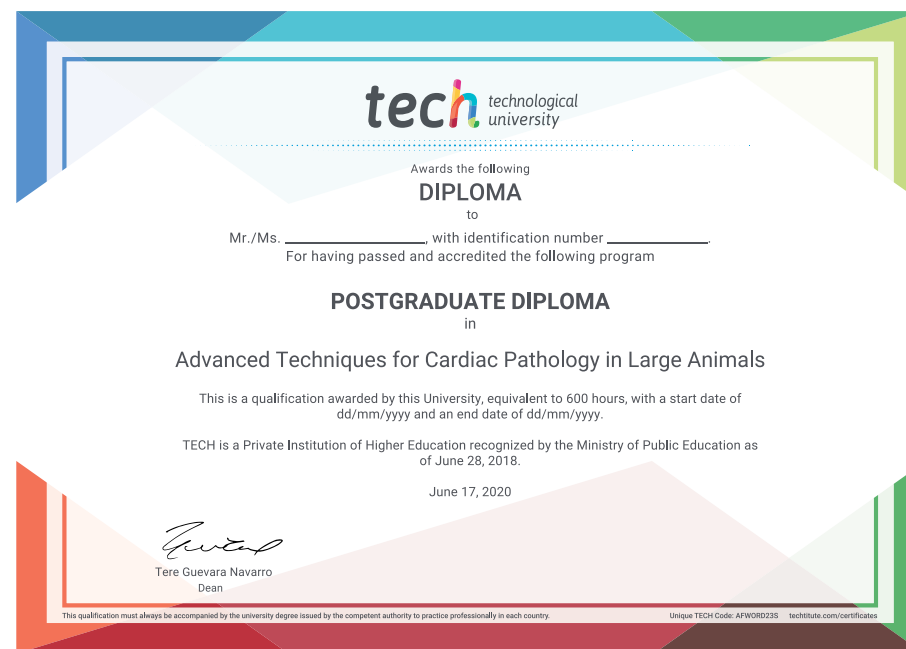 tech technological
university
Awards the following
DIPLOMA
to
Mr./Ms. ____________________, with identification number ______________.
For having passed and accredited the following program
POSTGRADUATE DIPLOMA
in
Advanced Techniques for Cardiac Pathology in Large Animals
This is a qualification awarded by this University, equivalent to 600 hours, with a start date of
dd/mm/yyyy and an end date of dd/mm/yyyy.
TECH is a Private Institution of Higher Education recognized by the Ministry of Public Education as
of June 28, 2018.
June 17, 2020
Tere Guevara Navarro
Dean
This qualification must always be accompanied by the university degree issued by the competent authority to practice professionally in each country. Unique TECH Code: AFWORD23S techtitute.com/certificates